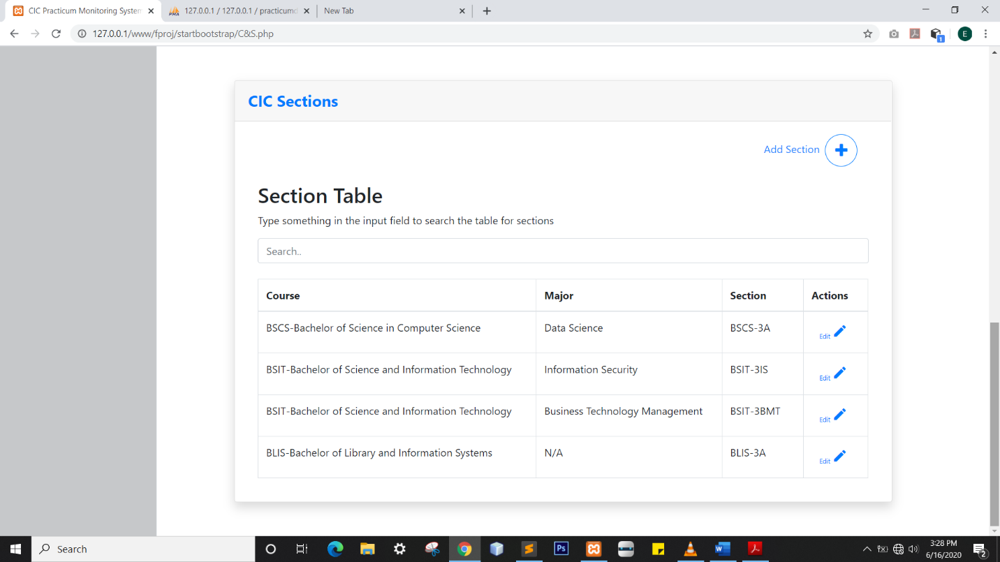 CIC Practicum Monitoring System
127.0.0.1 / 127.0.0.1 / practicumd
New Tab
127.0.0.1/www/fproj/startbootstrap/C&S.php
E
1
CIC Sections
Add Section
Section Table
Type something in the input field to search the table for sections
Search..
Course Major Section Actions
BSCS-Bachelor of Science in Computer Science Data Science BSCS-3A Edit
BSIT-Bachelor of Science and Information Technology Information Security BSIT-3IS Edit
BSIT-Bachelor of Science and Information Technology Business Technology Management BSIT-3BMT Edit
BLIS-Bachelor of Library and Information Systems N/A BLIS-3A Edit
Search
Ps
W
3:28 PM
6/16/2020
2